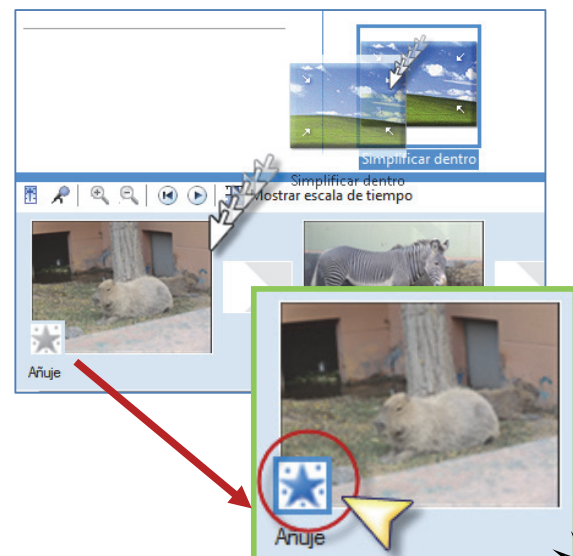 Simplificar dentro
Simplificar dentro
Mostrar escala de tiempo
Añuje
Añuje